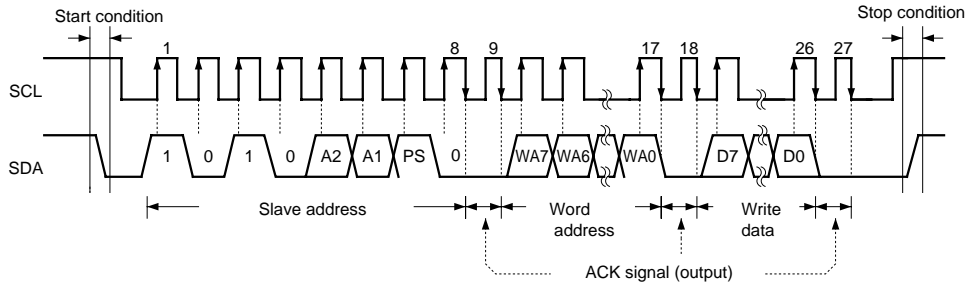 Start condition
Stop condition
1
8
9
17
18
26
27
SCL
SDA
1
0
1
0
A2
A1
PS
0
WA7
WA6
WA0
D7
D0
Slave address
Word
address
Write
data
ACK signal (output)